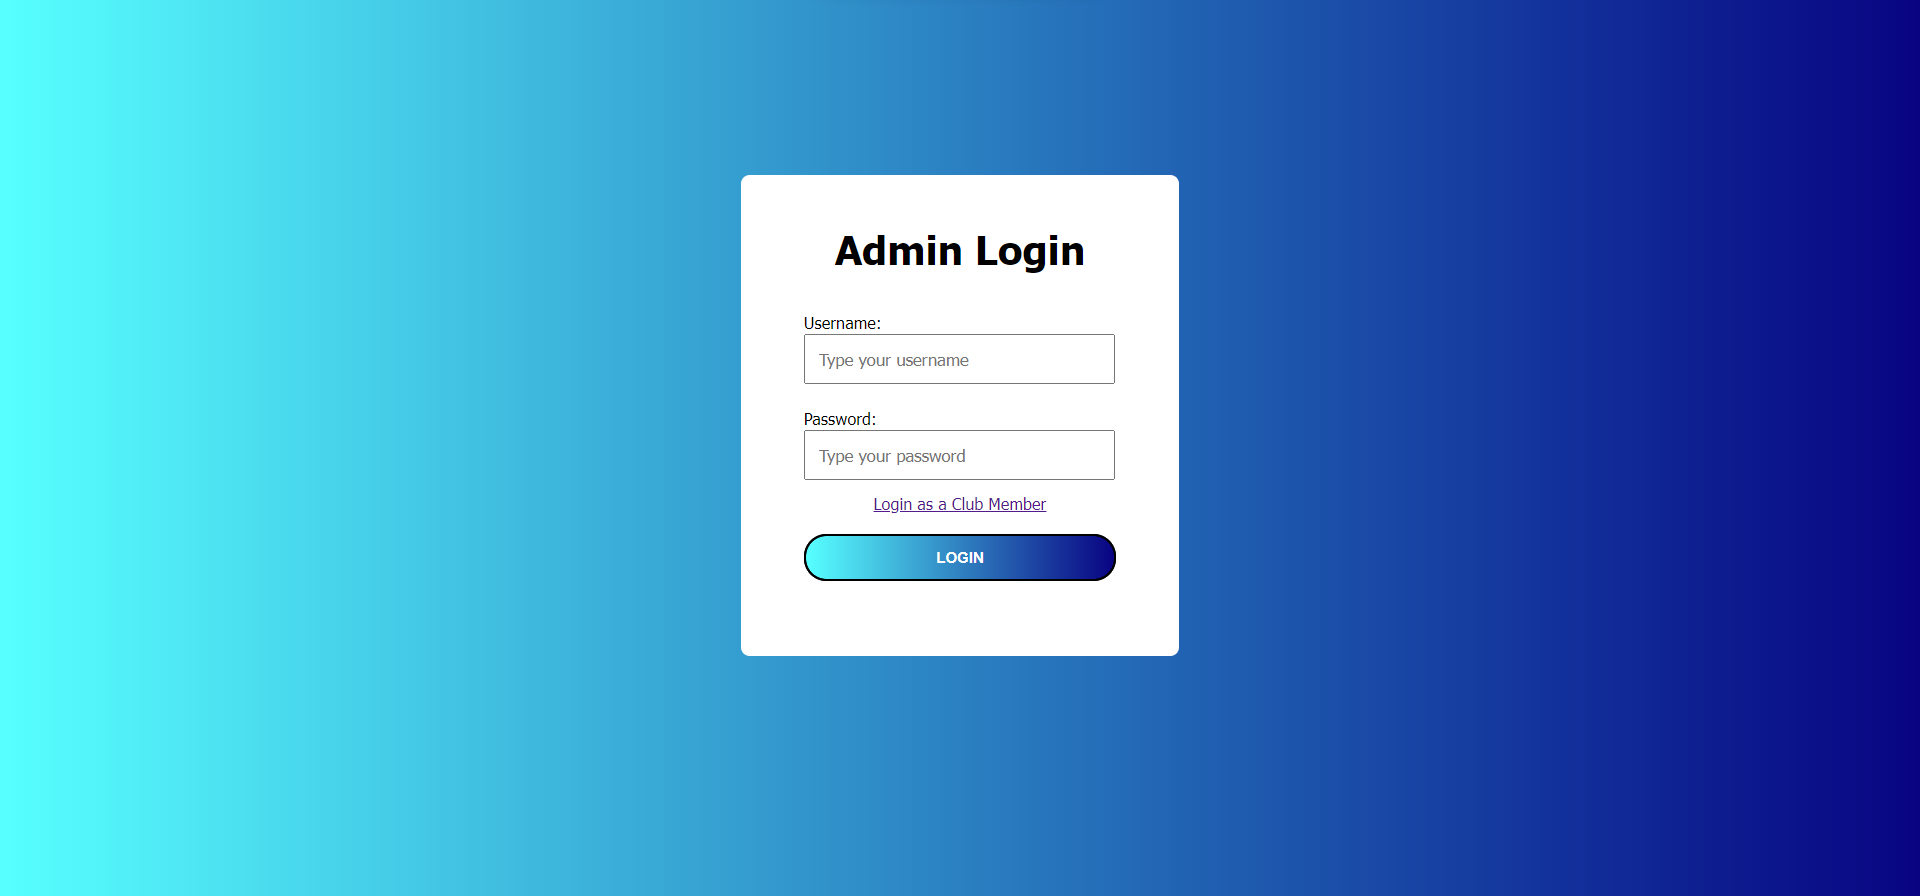 Admin Login
Username:
Type your username
Password:
Type your password
Login as a Club Member
LOGIN